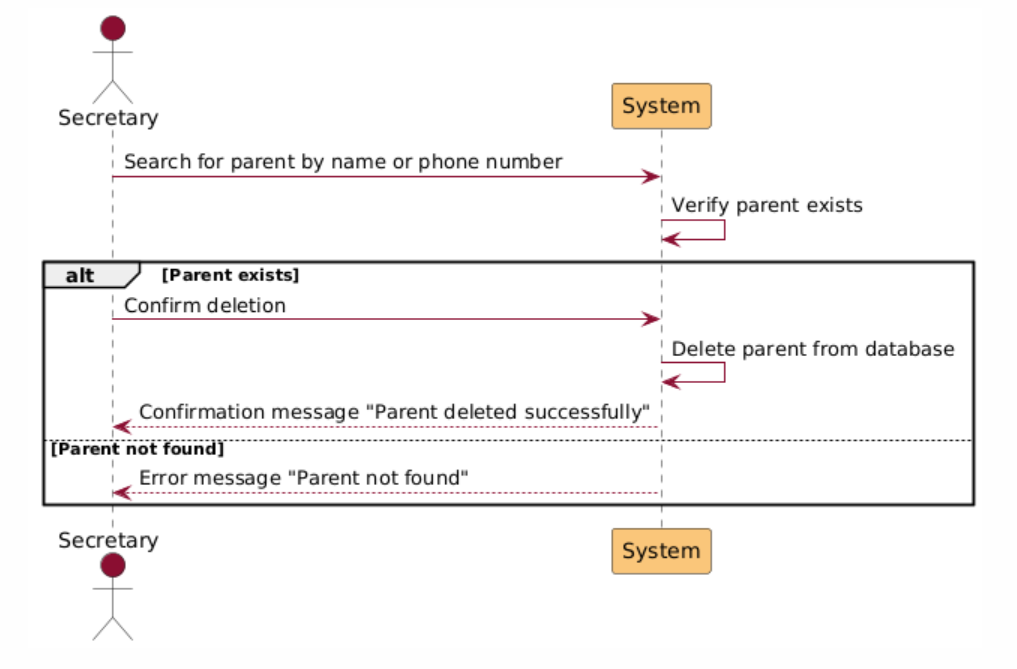 Secretary
System
Search for parent by name or phone number
Verify parent exists
alt
[Parent exists]
Confirm deletion
Delete parent from database
Confirmation message "Parent deleted successfully"
[Parent not found]
Error message "Parent not found"
Secretary
System